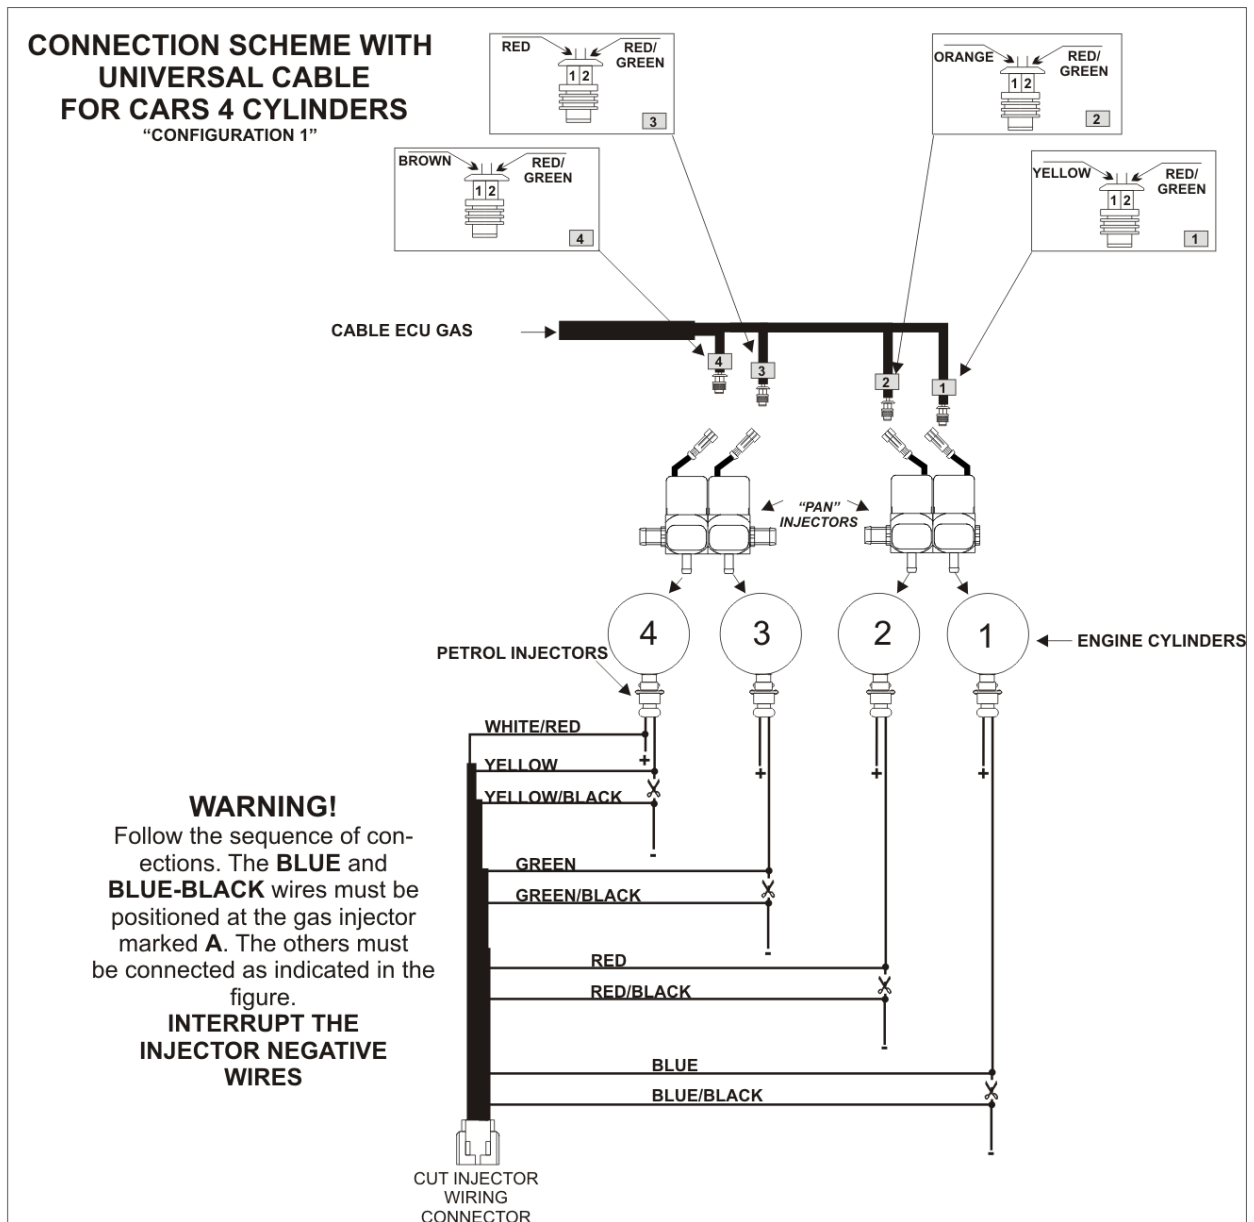 CONNECTION SCHEME WITH
UNIVERSAL CABLE
FOR CARS 4 CYLINDERS
“CONFIGURATION 1”
RED
RED/
GREEN
1 2
3
ORANGE
RED/
GREEN
1 2
2
BROWN
RED/
GREEN
1 2
4
YELLOW
RED/
GREEN
1 2
1
CABLE ECU GAS
4
3
2
1
“PAN”
INJECTORS
4
3
2
1
ENGINE CYLINDERS
PETROL INJECTORS
WHITE/RED
+
+
+
+
YELLOW
YELLOW/BLACK
-
GREEN
GREEN/BLACK
-
RED
RED/BLACK
-
BLUE
BLUE/BLACK
-
WARNING!
Follow the sequence of con-
ections. The BLUE and
BLUE-BLACK wires must be
positioned at the gas injector
marked A. The others must
be connected as indicated in the
figure.
INTERRUPT THE
INJECTOR NEGATIVE
WIRES
CUT INJECTOR
WIRING
CONNECTOR